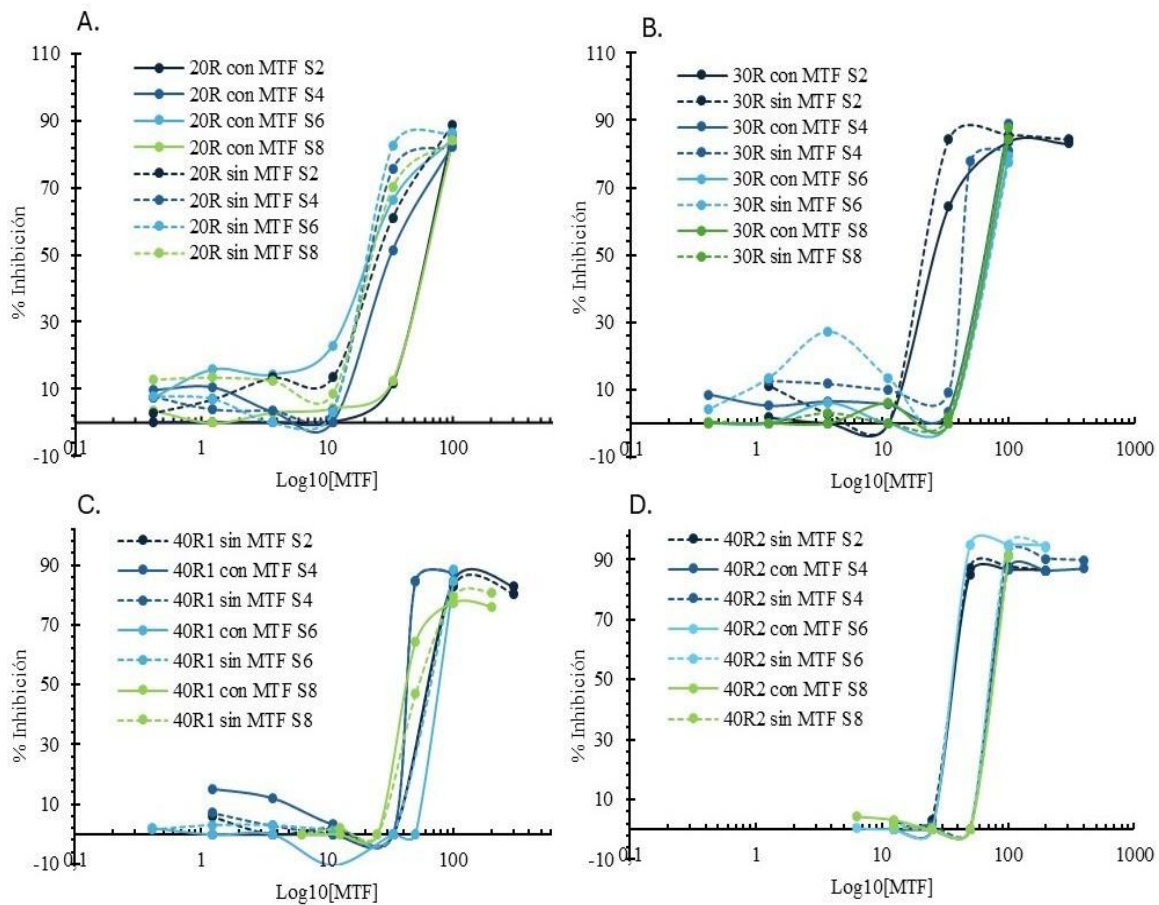 A.
110
90
70
50
30
10
-10
% Inhibición
20R con MTF S2
20R con MTF S4
20R con MTF S6
20R con MTF S8
20R sin MTF S2
20R sin MTF S4
20R sin MTF S6
20R sin MTF S8
0,1 1 10 100
Log10[MTF]
B.
110
90
70
50
30
10
-10
% Inhibición
30R con MTF S2
30R sin MTF S2
30R con MTF S4
30R sin MTF S4
30R con MTF S6
30R sin MTF S6
30R con MTF S8
30R sin MTF S8
0,1 1 10 100 1000
Log10[MTF]
C.
90
70
50
30
10
-10
% Inhibición
40R1 sin MTF S2
40R1 con MTF S4
40R1 sin MTF S4
40R1 con MTF S6
40R1 sin MTF S6
40R1 con MTF S8
40R1 sin MTF S8
0,1 1 10 100
Log10[MTF]
D.
90
70
50
30
10
-10
% Inhibición
40R2 sin MTF S2
40R2 con MTF S4
40R2 sin MTF S4
40R2 con MTF S6
40R2 sin MTF S6
40R2 con MTF S8
40R2 sin MTF S8
0,1 1 10 100 1000
Log10[MTF]